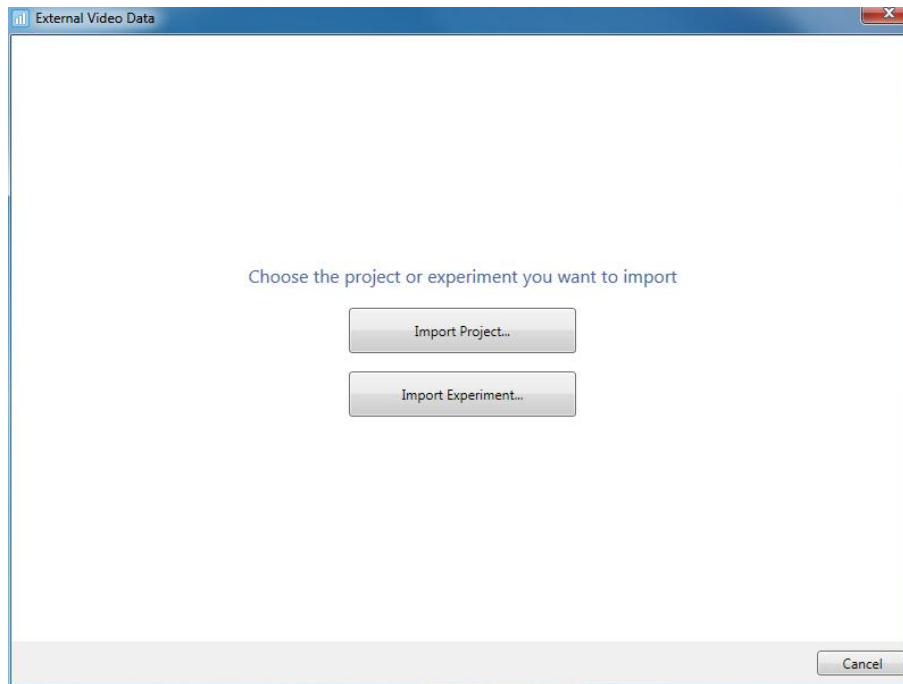 External Video Data
Choose the project or experiment you want to import
Import Project...
Import Experiment...
Cancel